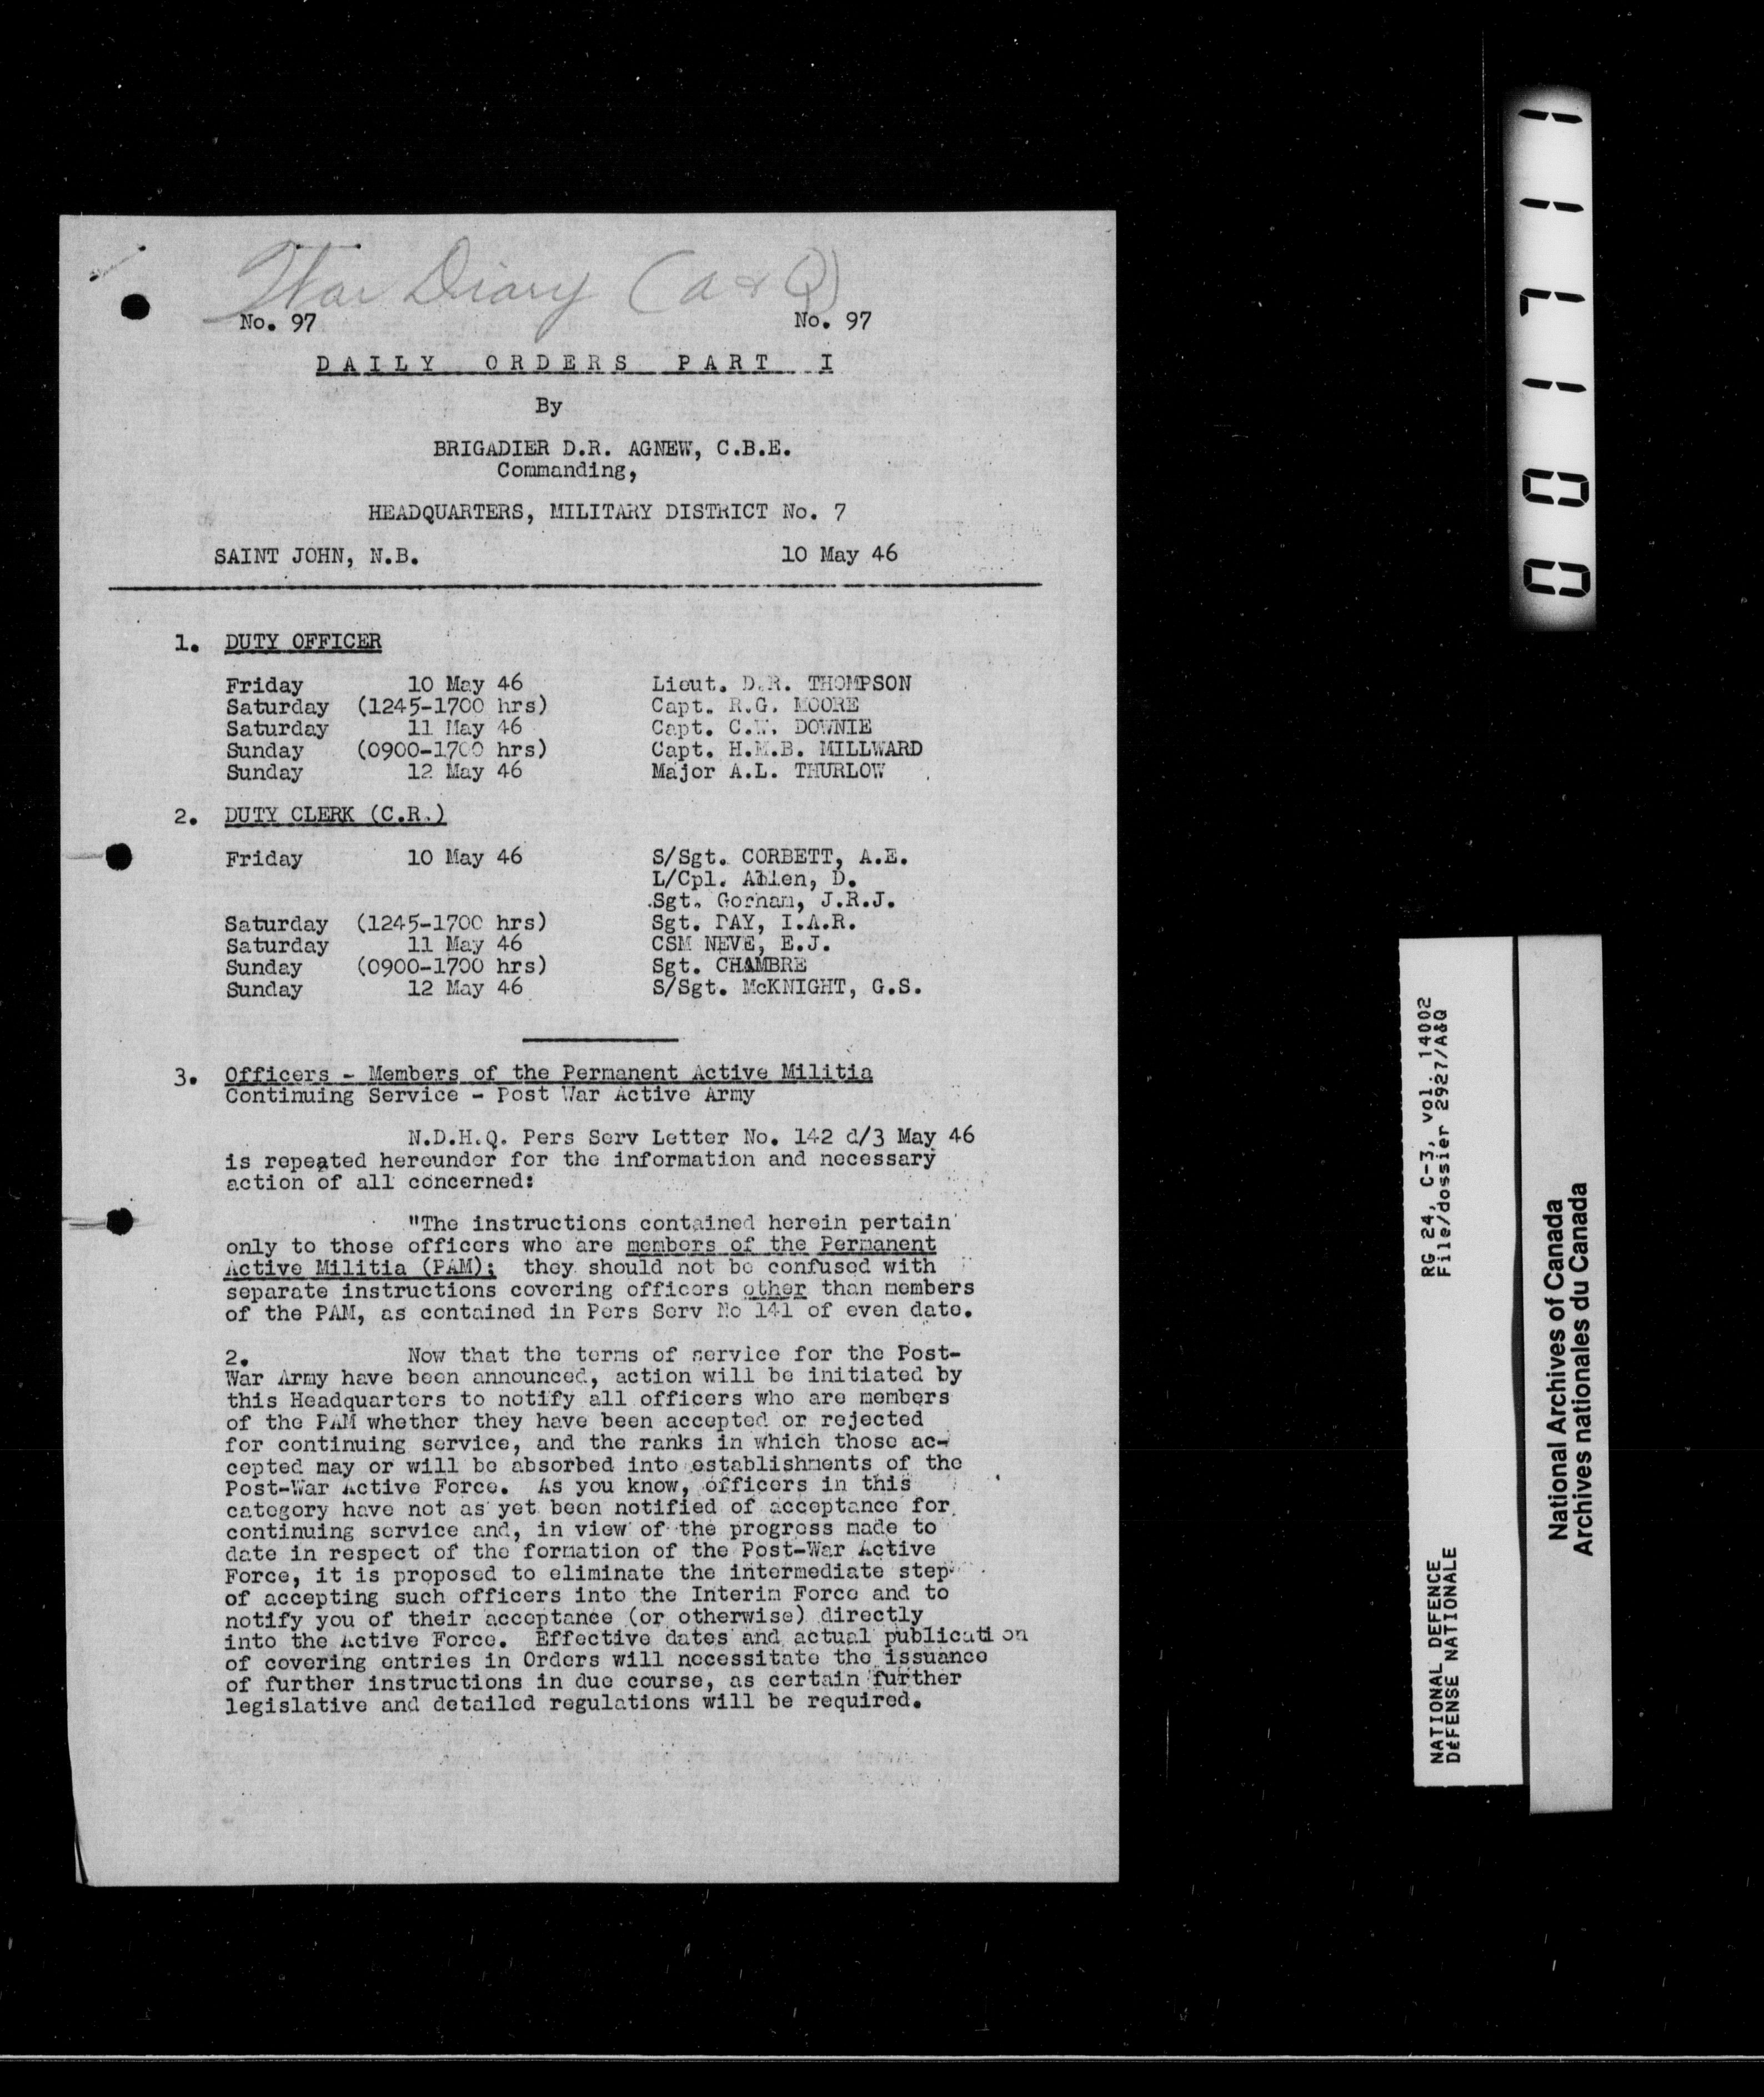 War Diary (A & Q)
No. 97 No. 97
DAILY ORDERS PART I
By
BRIGADIER D.R. AGNEW, C.B.E.
Commanding,
HEADQUARTERS, MILITARY DISTRICT No. 7
SAINT JOHN, N.B. 10 May 46
1. DUTY OFFICER
Friday 10 May 46 Lieut. D.R. THOMPSON
Saturday (1245-1700 hrs) Capt. R.G. MOORE
Saturday 11 May 46 Capt. C.W. DOWNIE
Sunday (0900-1700 hrs) Capt. H.M.B. MILLWARD
Sunday 12 May 46 Major A.L. THURLOW
2. DUTY CLERK (C.R.)
Friday 10 May 46 S/Sgt. CORBETT, A.E.
L/Cpl. Allen, D.
Sgt. Gorham, J.R.J.
Saturday (1245-1700 hrs) Sgt. DAY, I.A.R.
Saturday 11 May 46 CSM NEVE, E.J.
Sunday (0900-1700 hrs) Sgt. CHAMBRE
Sunday 12 May 46 S/Sgt. McKNIGHT, G.S.
3. Officers - Members of the Permanent Active Militia
Continuing Service - Post War Active Army
N.D.H.Q. Pers Serv Letter No. 142 d/3 May 46
is repeated hereunder for the information and necessary
action of all concerned:
"The instructions contained herein pertain
only to those officers who are members of the Permanent
Active Militia (PAM); they should not be confused with
separate instructions covering officers other than members
of the PAM, as contained in Pers Serv No 141 of even date.
2. Now that the terms of service for the Post-
War Army have been announced, action will be initiated by
this Headquarters to notify all officers who are members
of the PAM whether they have been accepted or rejected
for continuing service, and the ranks in which those ac-
cepted may or will be absorbed into establishments of the
Post-War Active Force. As you know, officers in this
category have not as yet been notified of acceptance for
continuing service and, in view of the progress made to
date in respect of the formation of the Post-War Active
Force, it is proposed to eliminate the intermediate step
of accepting such officers into the Interim Force and to
notify you of their acceptance (or otherwise) directly
into the Active Force. Effective dates and actual publication
of covering entries in Orders will necessitate the issuance
of further instructions in due course, as certain further
legislative and detailed regulations will be required.
001711
RG 24, C-3, vol. 14002
File/dossier 2927/A&Q
NATIONAL DEFENCE
DÉFENSE NATIONALE
National Archives of Canada
Archives nationales du Canada